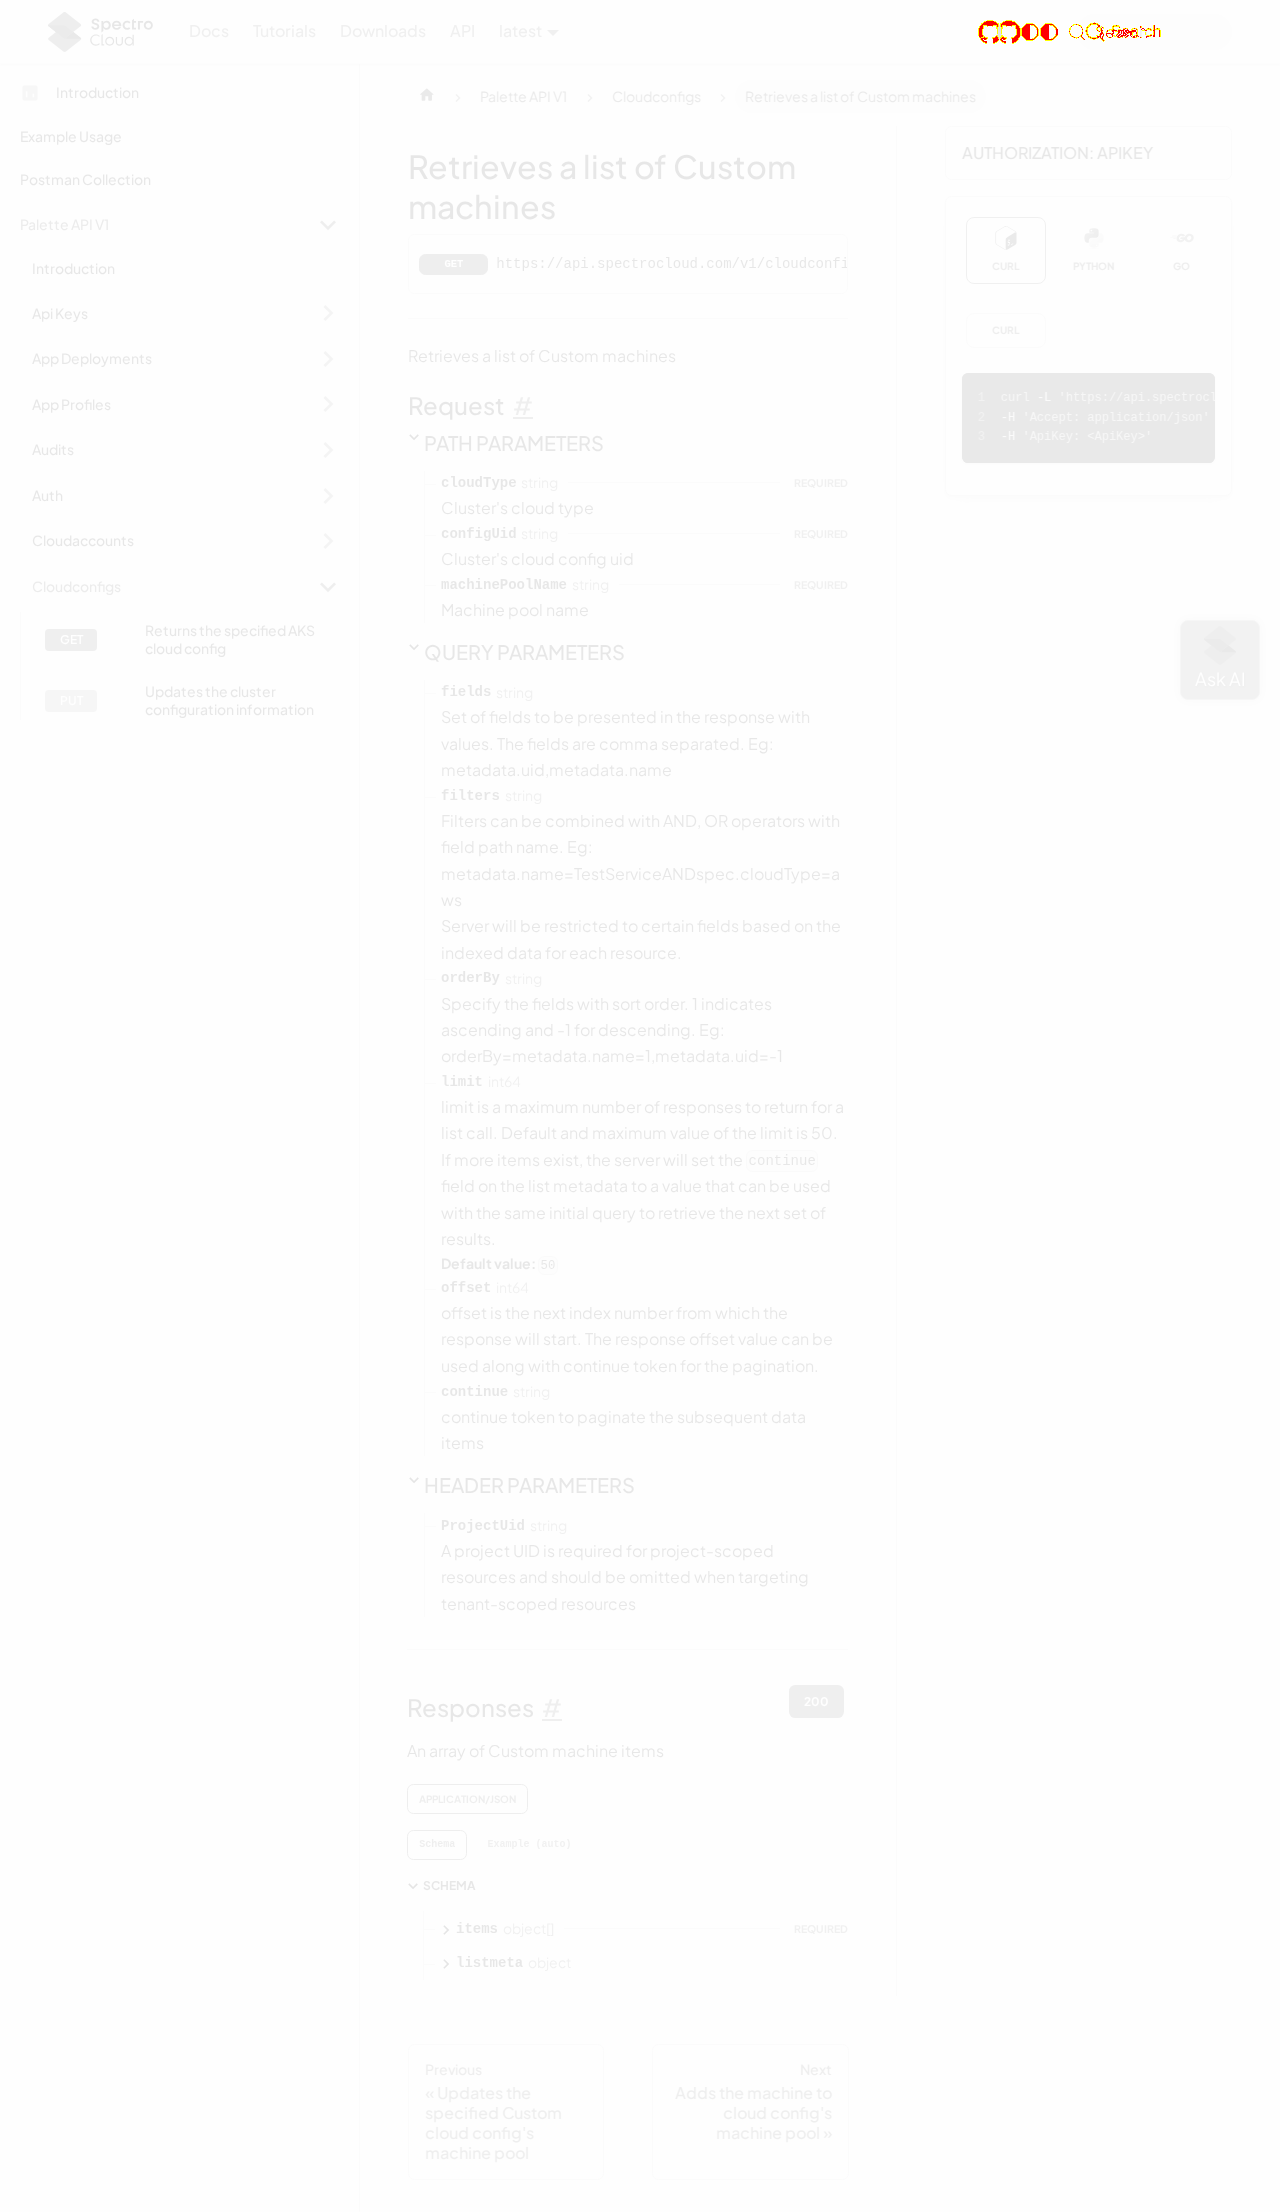 Spectro
Cloud
Docs
Tutorials
Downloads
API
latest
Introduction
Example Usage
Postman Collection
Palette API V1
Introduction
Api Keys
App Deployments
App Profiles
Audits
Auth
Cloudaccounts
Cloudconfigs
GET
Returns the specified AKS
cloud config
PUT
Updates the cluster
configuration information
Palette API V1
Cloudconfigs
Retrieves a list of Custom machines
Retrieves a list of Custom
machines
GET
https://api.spectrocloud.com/v1/cloudconfi
Retrieves a list of Custom machines
Request #
PATH PARAMETERS
cloudType string REQUIRED
Cluster's cloud type
configUid string REQUIRED
Cluster's cloud config uid
machinePoolName string REQUIRED
Machine pool name
QUERY PARAMETERS
fields string
Set of fields to be presented in the response with
values. The fields are comma separated. Eg:
metadata.uid,metadata.name
filters string
Filters can be combined with AND, OR operators with
field path name. Eg:
metadata.name=TestServiceANDspec.cloudType=a
ws
Server will be restricted to certain fields based on the
indexed data for each resource.
orderBy string
Specify the fields with sort order. 1 indicates
ascending and -1 for descending. Eg:
orderBy=metadata.name=1,metadata.uid=-1
limit int64
limit is a maximum number of responses to return for a
list call. Default and maximum value of the limit is 50.
If more items exist, the server will set the continue
field on the list metadata to a value that can be used
with the same initial query to retrieve the next set of
results.
Default value: 50
offset int64
offset is the next index number from which the
response will start. The response offset value can be
used along with continue token for the pagination.
continue string
continue token to paginate the subsequent data
items
HEADER PARAMETERS
ProjectUid string
A project UID is required for project-scoped
resources and should be omitted when targeting
tenant-scoped resources
Responses #
200
An array of Custom machine items
APPLICATION/JSON
Schema
Example (auto)
SCHEMA
items object[] REQUIRED
listmeta object
Previous
« Updates the
specified Custom
cloud config's
machine pool
Next
Adds the machine to
cloud config's
machine pool »
AUTHORIZATION: APIKEY
CURL
PYTHON
GO
CURL
1 curl -L 'https://api.spectrocl
2 -H 'Accept: application/json'
3 -H 'ApiKey: <ApiKey>'
Ask AI